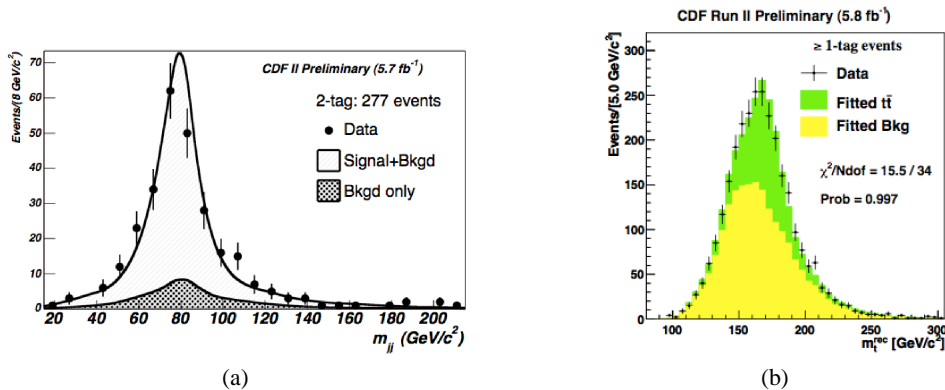 CDF II Preliminary (5.7 fb⁻¹)
2-tag: 277 events
Data
Signal+Bkgd
Bkgd only
Events/(8 GeV/c²)
70
60
50
40
30
20
10
0
20 40 60 80 100 120 140 160 180 200
m_jj (GeV/c²)
(a)
CDF Run II Preliminary (5.8 fb⁻¹)
≥ 1-tag events
Data
Fitted tt̄
Fitted Bkg
χ²/Ndof = 15.5 / 34
Prob = 0.997
Events/[5.0 GeV/c²]
300
250
200
150
100
50
0
100 150 200 250 300
m_t^rec [GeV/c²]
(b)